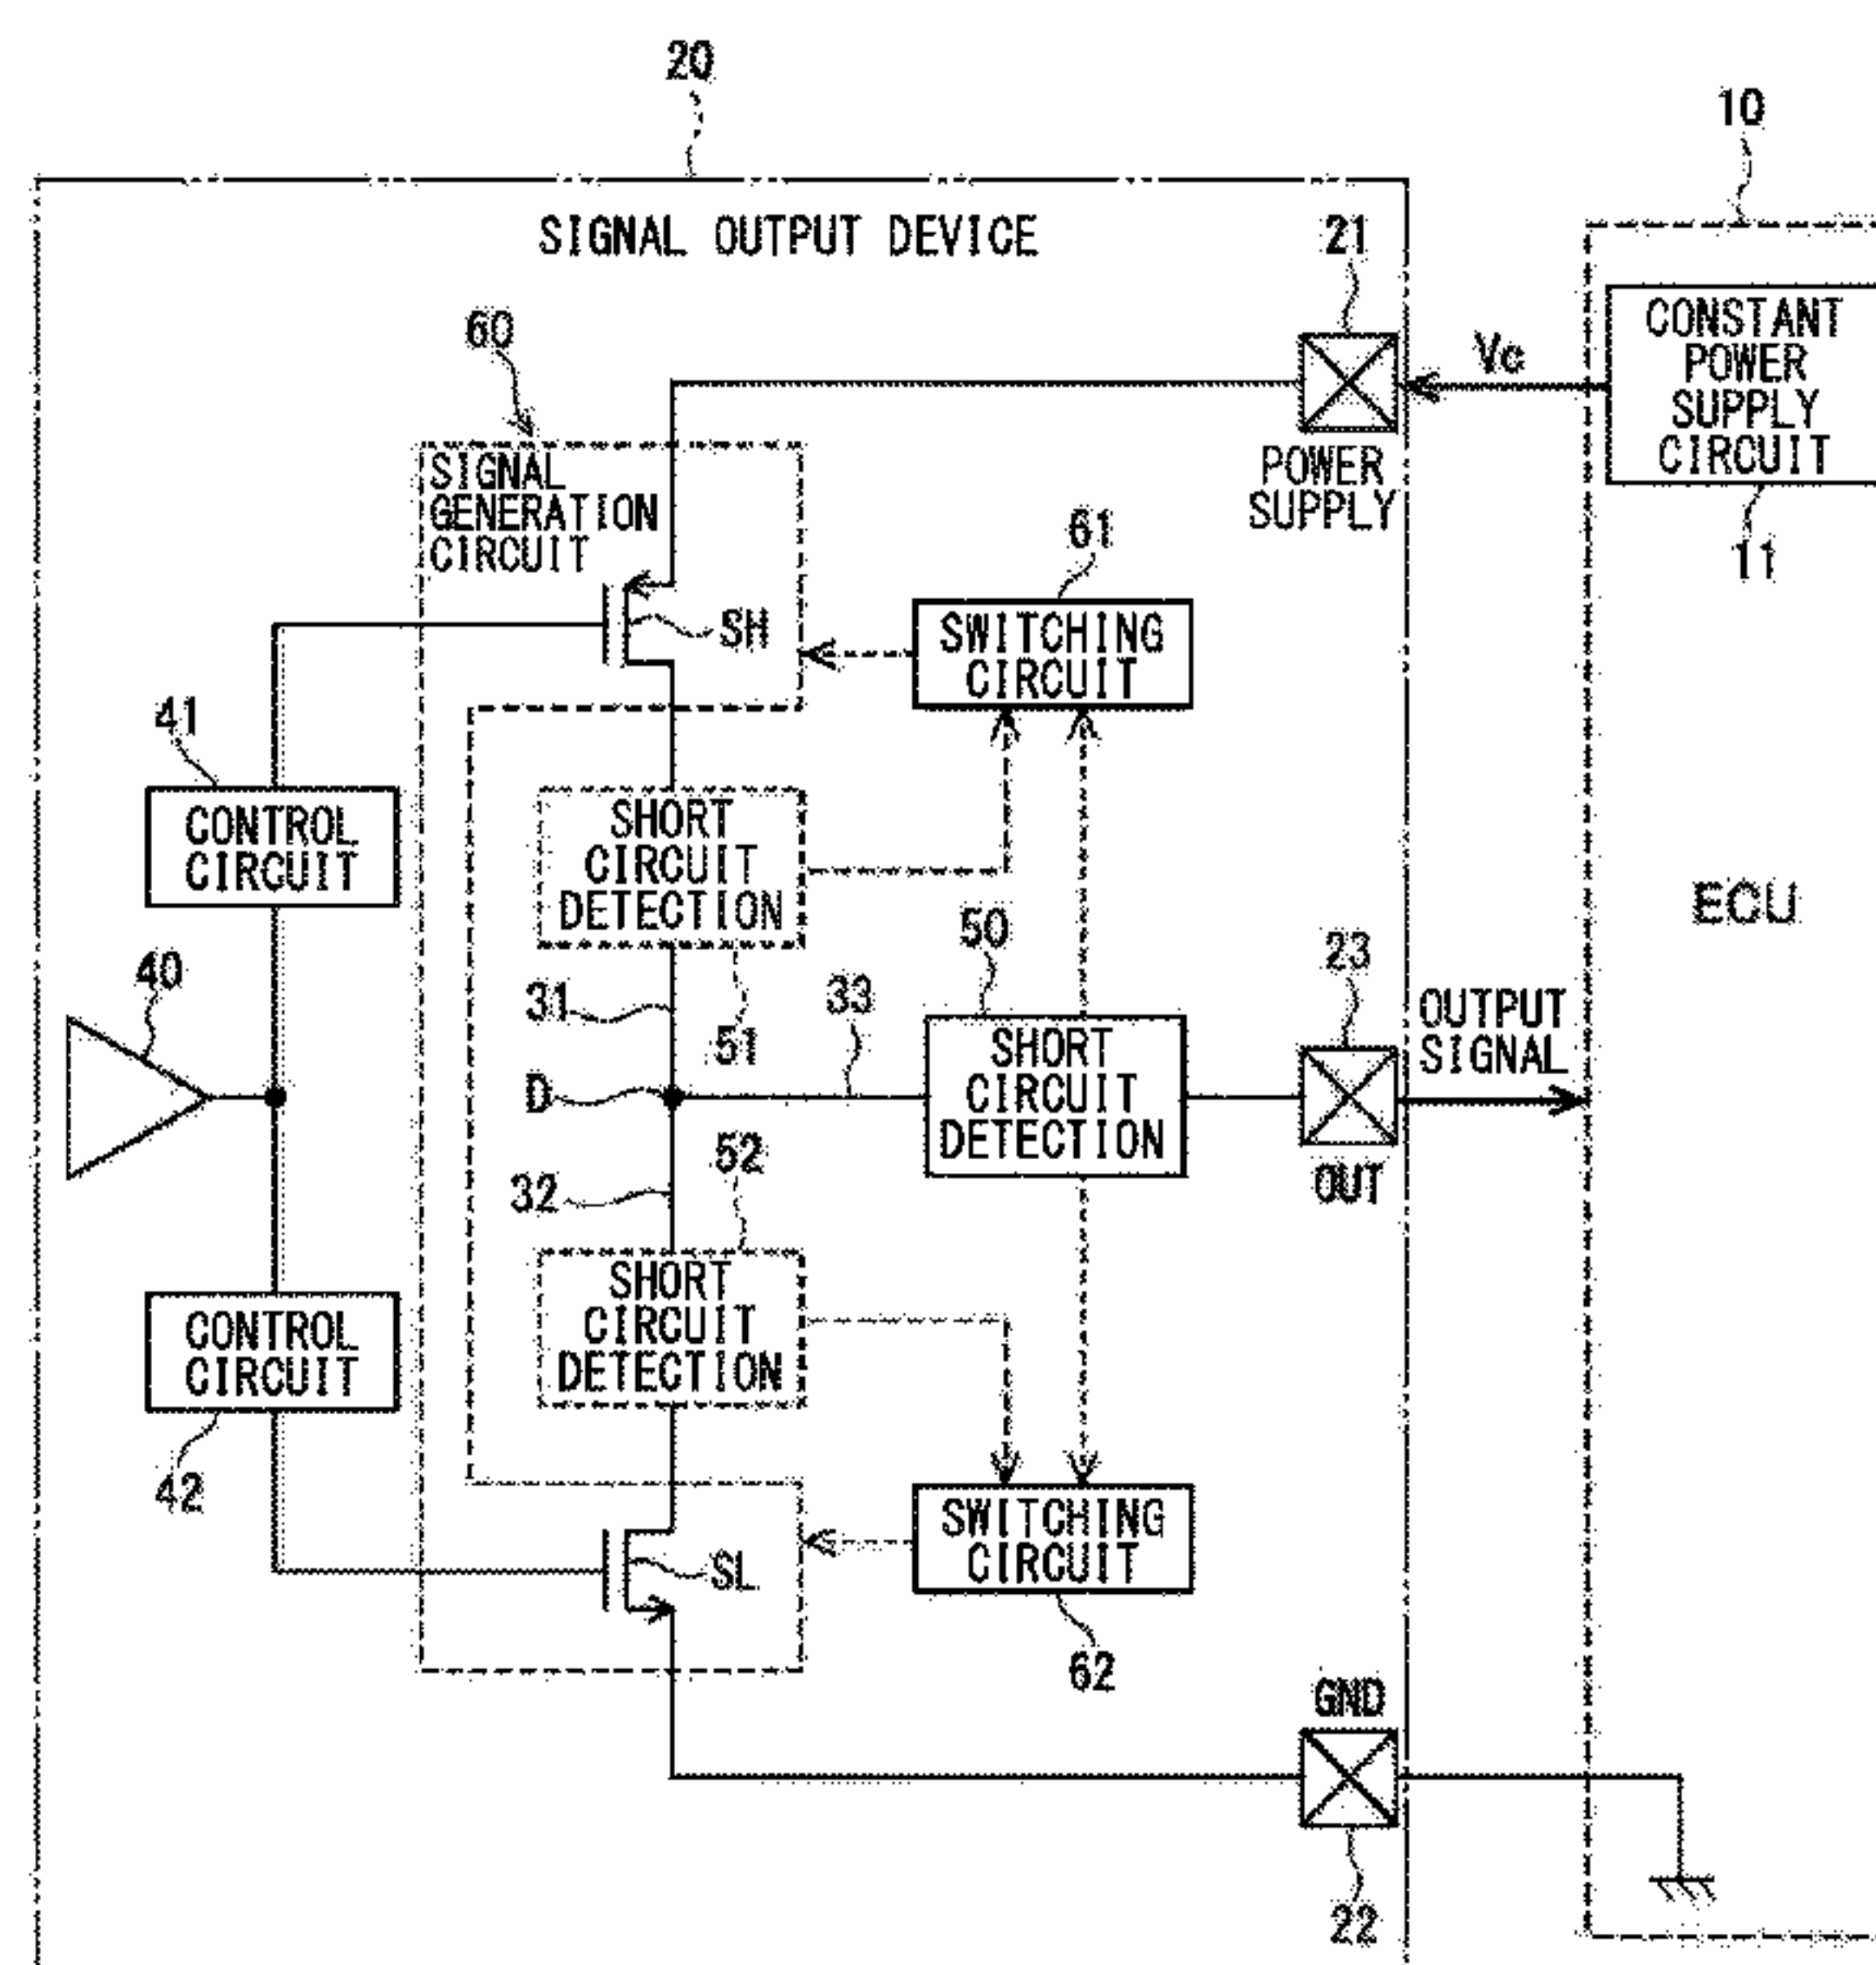 20
10
SIGNAL OUTPUT DEVICE
21
CONSTANT
POWER
SUPPLY
CIRCUIT
Vc
60
SIGNAL
GENERATION
CIRCUIT
POWER
SUPPLY
11
61
SH
SWITCHING
CIRCUIT
41
CONTROL
CIRCUIT
SHORT
CIRCUIT
DETECTION
ECU
50
23
40
31
33
51
OUTPUT
SIGNAL
D
SHORT
CIRCUIT
DETECTION
52
32
OUT
SHORT
CIRCUIT
DETECTION
CONTROL
CIRCUIT
42
SWITCHING
CIRCUIT
SL
62
GND
22